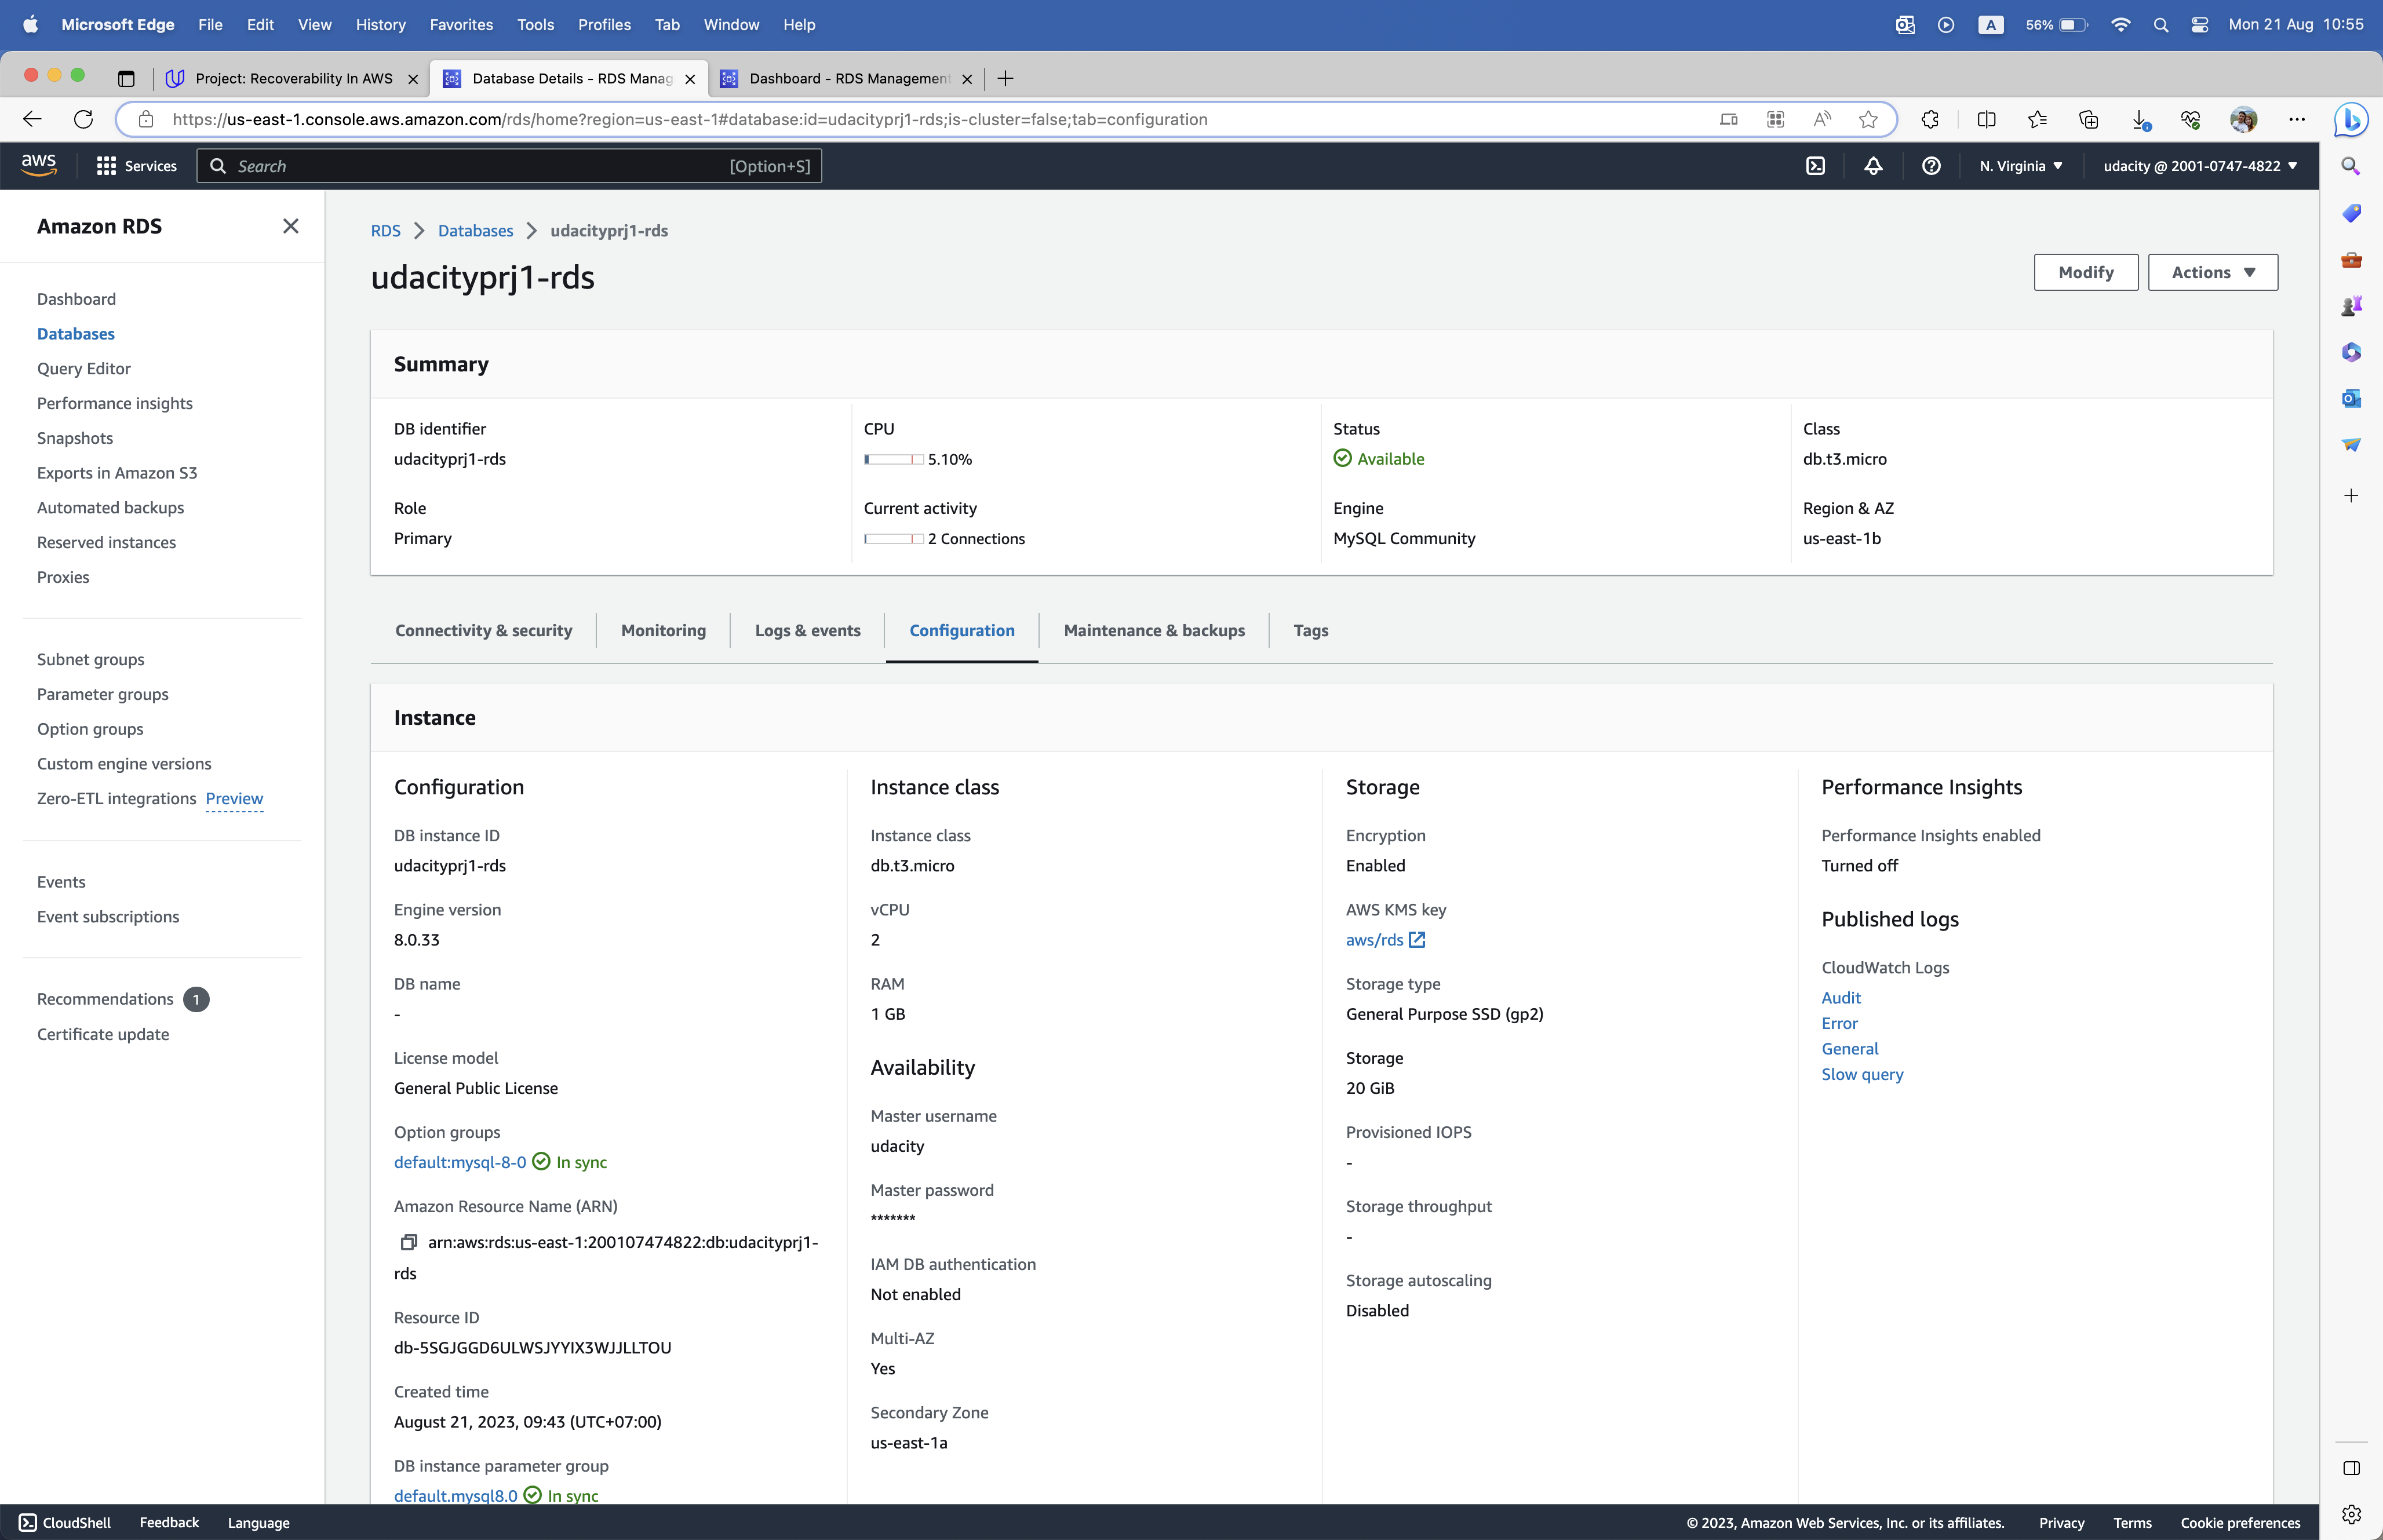 Microsoft Edge File Edit View History Favorites Tools Profiles Tab Window Help A 56% Mon 21 Aug 10:55
Project: Recoverability In AWS Database Details - RDS Manag Dashboard - RDS Management
https://us-east-1.console.aws.amazon.com/rds/home?region=us-east-1#database:id=udacityprj1-rds;is-cluster=false;tab=configuration
aws Services Search [Option+S] N. Virginia udacity @ 2001-0747-4822
Amazon RDS
Dashboard
Databases
Query Editor
Performance insights
Snapshots
Exports in Amazon S3
Automated backups
Reserved instances
Proxies
Subnet groups
Parameter groups
Option groups
Custom engine versions
Zero-ETL integrations Preview
Events
Event subscriptions
Recommendations 1
Certificate update
RDS Databases udacityprj1-rds
udacityprj1-rds
Modify Actions
Summary
DB identifier
udacityprj1-rds
Role
Primary
CPU
5.10%
Current activity
2 Connections
Status
Available
Engine
MySQL Community
Class
db.t3.micro
Region & AZ
us-east-1b
Connectivity & security Monitoring Logs & events Configuration Maintenance & backups Tags
Instance
Configuration
DB instance ID
udacityprj1-rds
Engine version
8.0.33
DB name
-
License model
General Public License
Option groups
default:mysql-8-0 In sync
Amazon Resource Name (ARN)
arn:aws:rds:us-east-1:200107474822:db:udacityprj1-
rds
Resource ID
db-5SGJGGD6ULWSJYYIX3WJJLLTOU
Created time
August 21, 2023, 09:43 (UTC+07:00)
DB instance parameter group
default.mysql8.0 In sync
Instance class
Instance class
db.t3.micro
vCPU
2
RAM
1 GB
Availability
Master username
udacity
Master password
*******
IAM DB authentication
Not enabled
Multi-AZ
Yes
Secondary Zone
us-east-1a
Storage
Encryption
Enabled
AWS KMS key
aws/rds
Storage type
General Purpose SSD (gp2)
Storage
20 GiB
Provisioned IOPS
-
Storage throughput
-
Storage autoscaling
Disabled
Performance Insights
Performance Insights enabled
Turned off
Published logs
CloudWatch Logs
Audit
Error
General
Slow query
CloudShell Feedback Language © 2023, Amazon Web Services, Inc. or its affiliates. Privacy Terms Cookie preferences